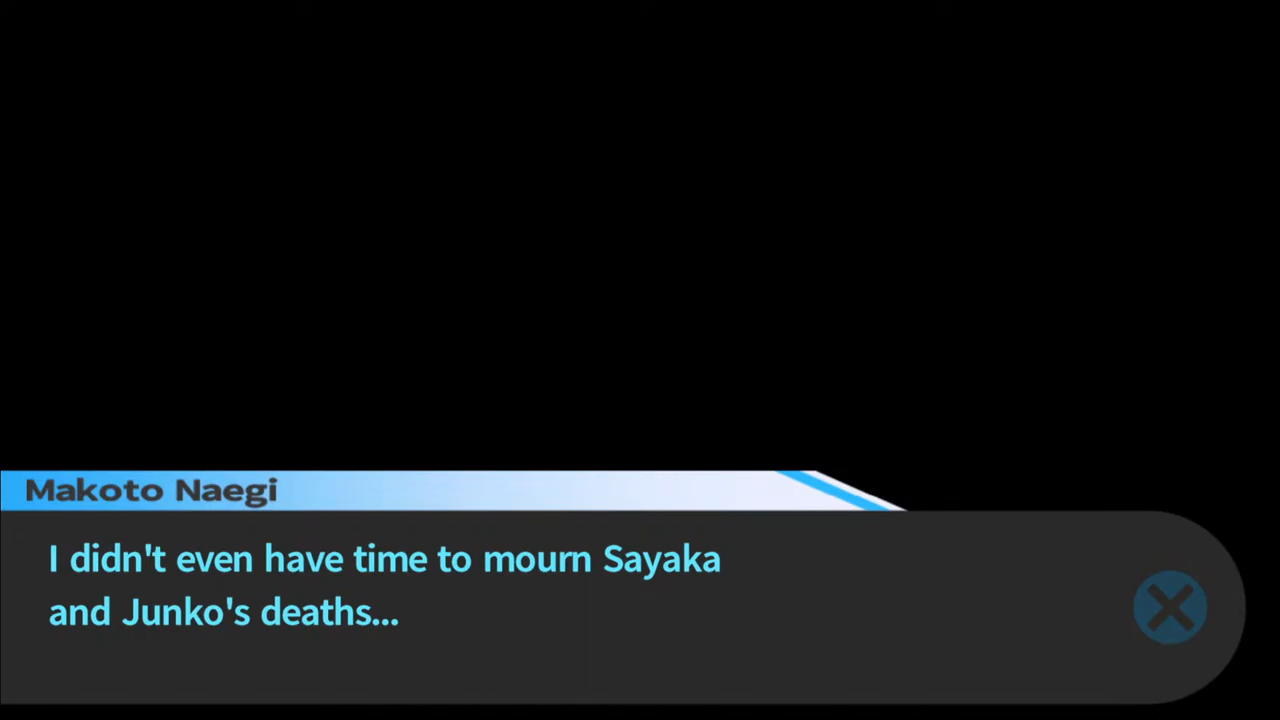 Makoto Naegi
I didn't even have time to mourn Sayaka
and Junko's deaths...